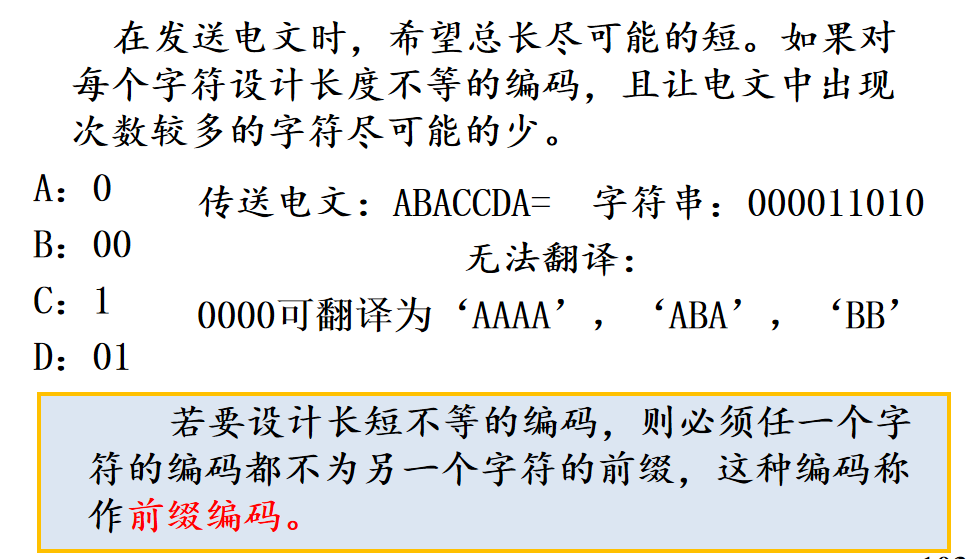 在发送电文时，希望总长尽可能的短。如果对
每个字符设计长度不等的编码，且让电文中出现
次数较多的字符尽可能的少。
A：0
传送电文：ABACCDA= 字符串：000011010
B：00
无法翻译：
C：1
0000可翻译为‘AAAA’，‘ABA’，‘BB’
D：01
若要设计长短不等的编码，则必须任一个字
符的编码都不为另一个字符的前缀，这种编码称
作前缀编码。